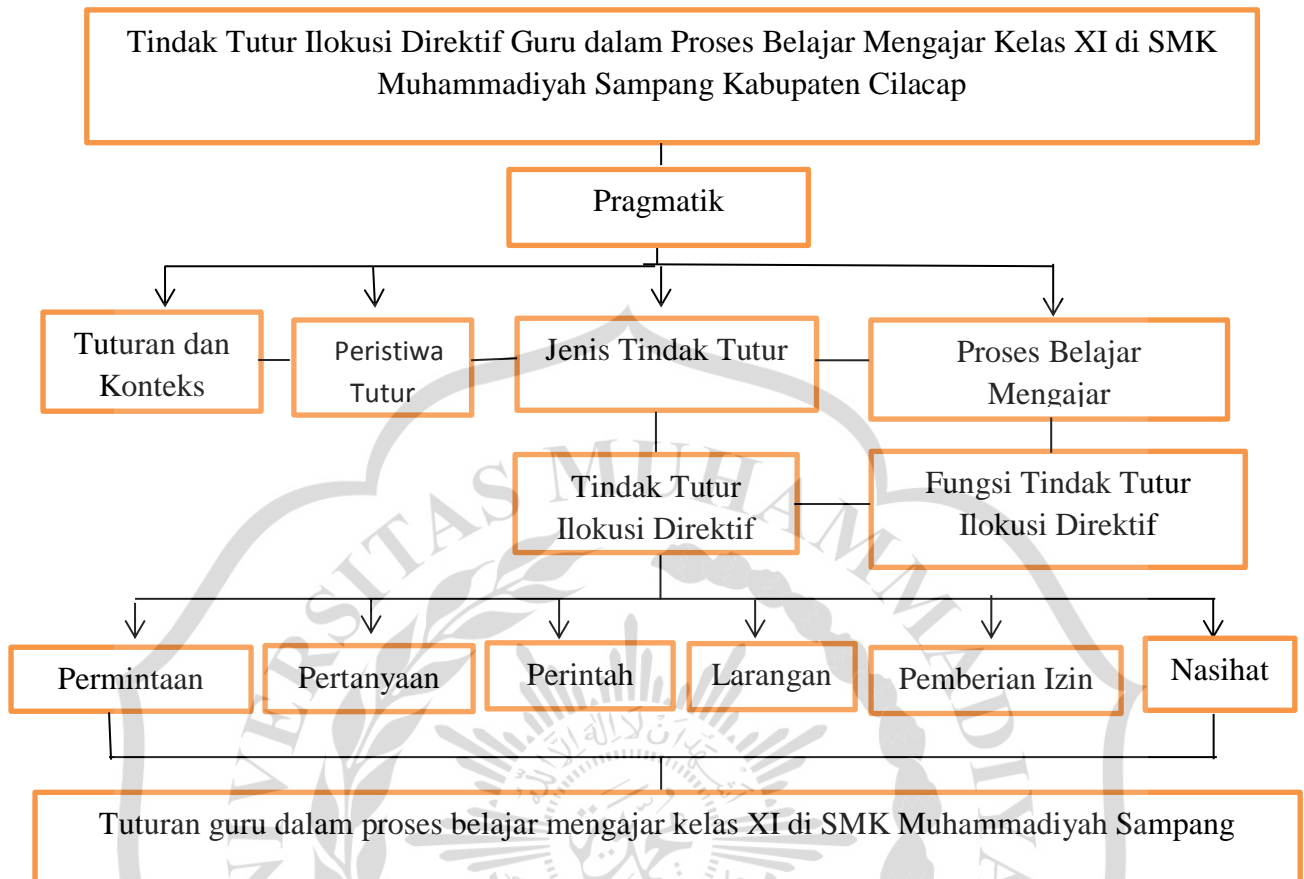 Tindak Tutur Ilokusi Direktif Guru dalam Proses Belajar Mengajar Kelas XI di SMK
Muhammadiyah Sampang Kabupaten Cilacap
Pragmatik
Tuturan dan
Konteks
Peristiwa
Tutur
Jenis Tindak Tutur
Proses Belajar
Mengajar
Tindak Tutur
Ilokusi Direktif
Fungsi Tindak Tutur
Ilokusi Direktif
Permintaan
Pertanyaan
Perintah
Larangan
Pemberian Izin
Nasihat
Tuturan guru dalam proses belajar mengajar kelas XI di SMK Muhammadiyah Sampang